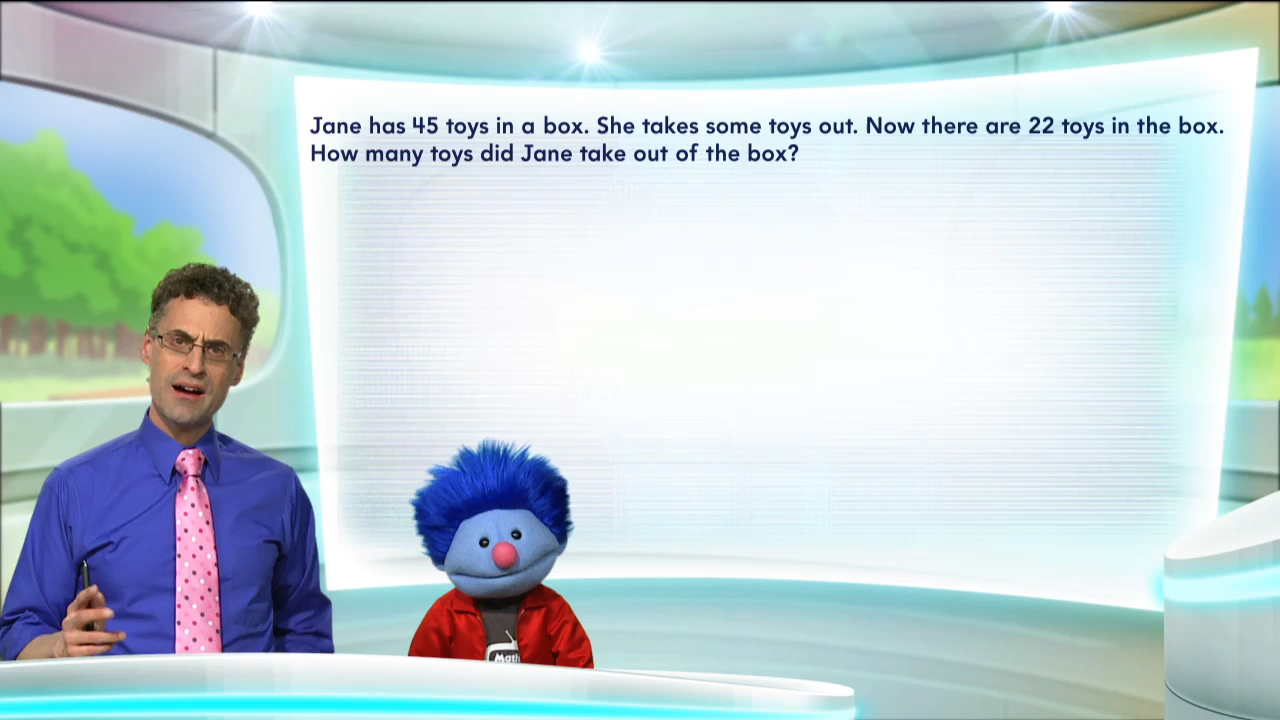 Jane has 45 toys in a box. She takes some toys out. Now there are 22 toys in the box.
How many toys did Jane take out of the box?
Math